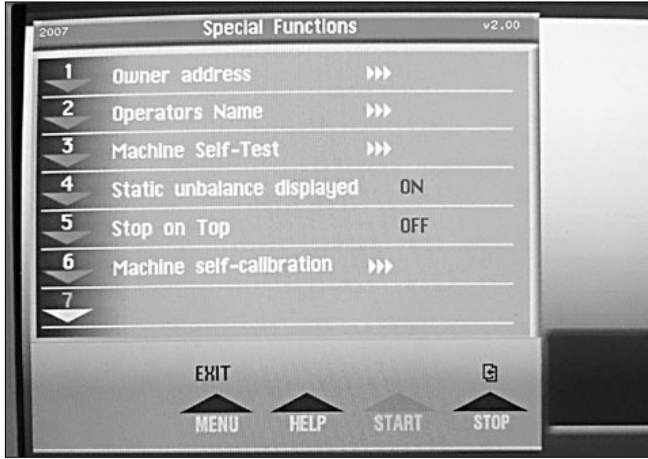 2007 Special Functions v2.00
1 Owner address
2 Operators Name
3 Machine Self-Test
4 Static unbalance displayed ON
5 Stop on Top OFF
6 Machine self-calibration
7
EXIT
MENU HELP START STOP